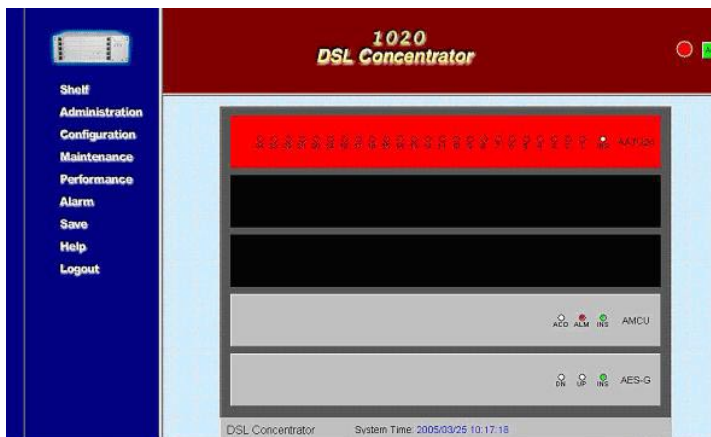 1020
DSL Concentrator
Shelf
Administration
Configuration
Maintenance
Performance
Alarm
Save
Help
Logout
ACO ALM INS AMCU
DN UP INS AES-G
DSL Concentrator System Time: 2005/03/25 10:17:18